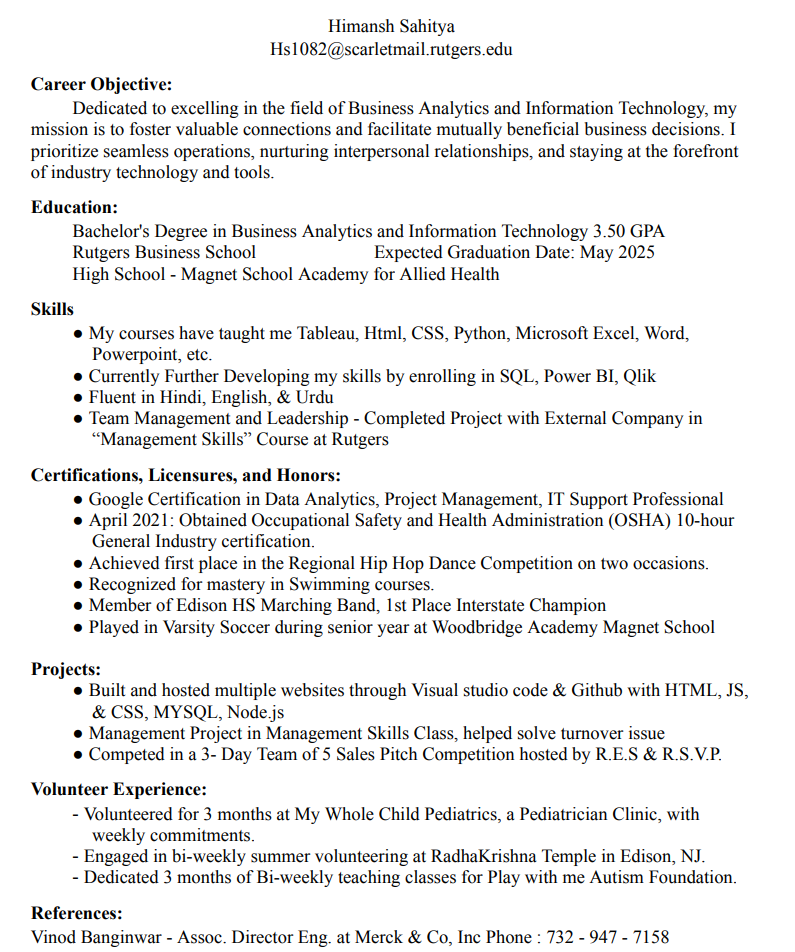 Himansh Sahitya
Hs1082@scarletmail.rutgers.edu
Career Objective:
Dedicated to excelling in the field of Business Analytics and Information Technology, my
mission is to foster valuable connections and facilitate mutually beneficial business decisions. I
prioritize seamless operations, nurturing interpersonal relationships, and staying at the forefront
of industry technology and tools.
Education:
Bachelor's Degree in Business Analytics and Information Technology 3.50 GPA
Rutgers Business School Expected Graduation Date: May 2025
High School - Magnet School Academy for Allied Health
Skills
● My courses have taught me Tableau, Html, CSS, Python, Microsoft Excel, Word,
Powerpoint, etc.
● Currently Further Developing my skills by enrolling in SQL, Power BI, Qlik
● Fluent in Hindi, English, & Urdu
● Team Management and Leadership - Completed Project with External Company in
“Management Skills” Course at Rutgers
Certifications, Licensures, and Honors:
● Google Certification in Data Analytics, Project Management, IT Support Professional
● April 2021: Obtained Occupational Safety and Health Administration (OSHA) 10-hour
General Industry certification.
● Achieved first place in the Regional Hip Hop Dance Competition on two occasions.
● Recognized for mastery in Swimming courses.
● Member of Edison HS Marching Band, 1st Place Interstate Champion
● Played in Varsity Soccer during senior year at Woodbridge Academy Magnet School
Projects:
● Built and hosted multiple websites through Visual studio code & Github with HTML, JS,
& CSS, MYSQL, Node.js
● Management Project in Management Skills Class, helped solve turnover issue
● Competed in a 3- Day Team of 5 Sales Pitch Competition hosted by R.E.S & R.S.V.P.
Volunteer Experience:
- Volunteered for 3 months at My Whole Child Pediatrics, a Pediatrician Clinic, with
weekly commitments.
- Engaged in bi-weekly summer volunteering at RadhaKrishna Temple in Edison, NJ.
- Dedicated 3 months of Bi-weekly teaching classes for Play with me Autism Foundation.
References:
Vinod Banginwar - Assoc. Director Eng. at Merck & Co, Inc Phone : 732 - 947 - 7158